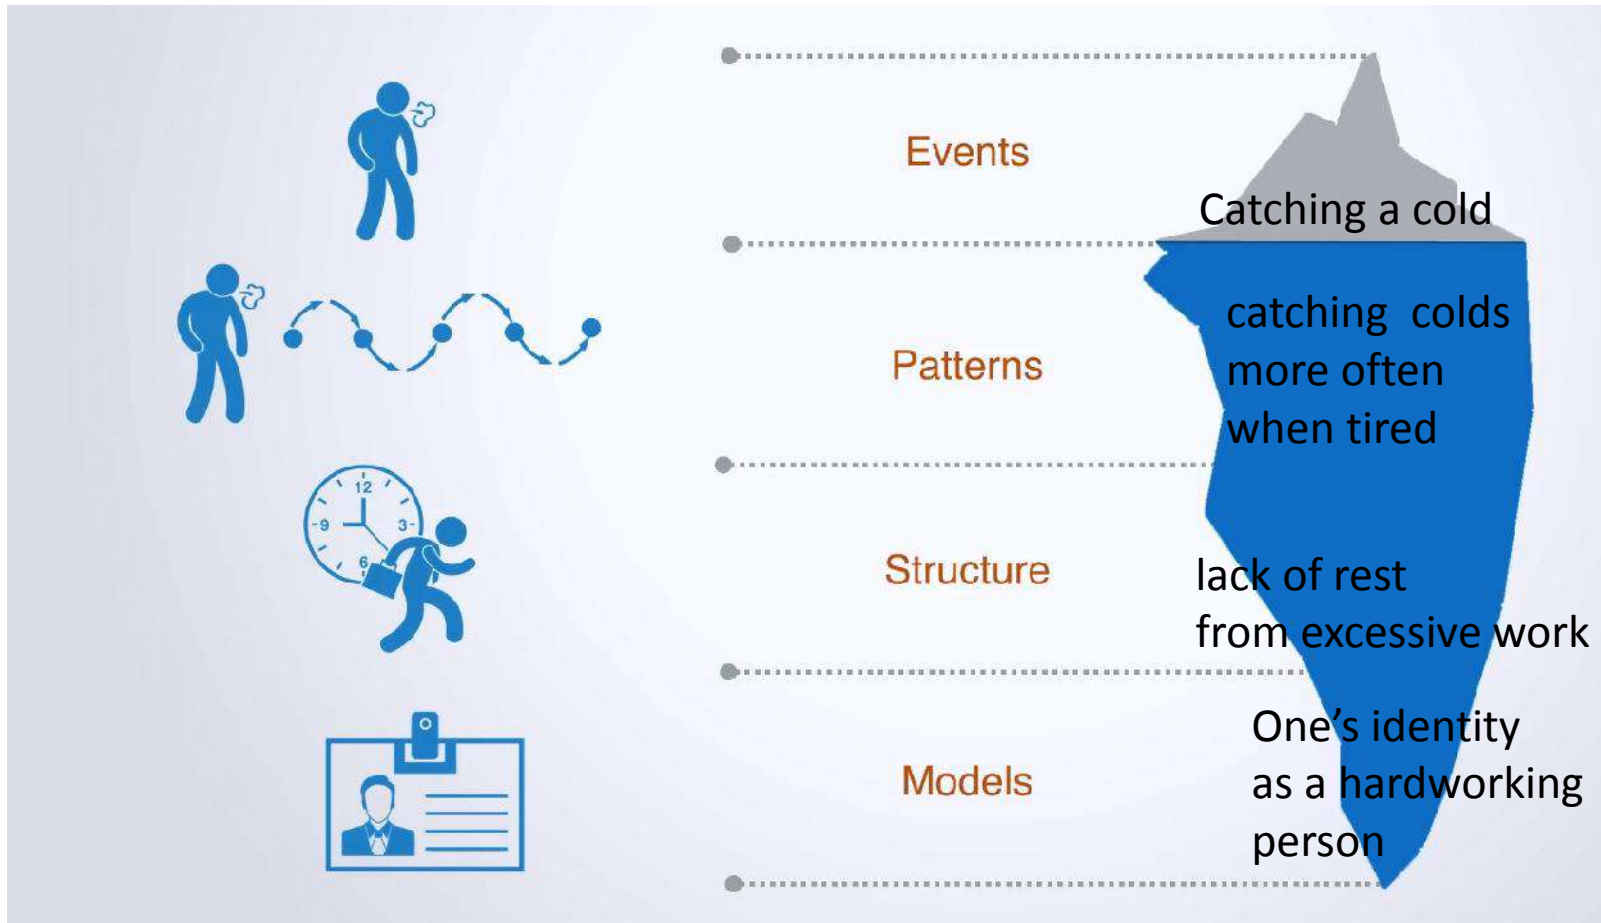 Events
Catching a cold
catching colds
more often
Patterns
when tired
12
9
3
6
Structure
lack of rest
from excessive work
One’s identity
Models
as a hardworking
person